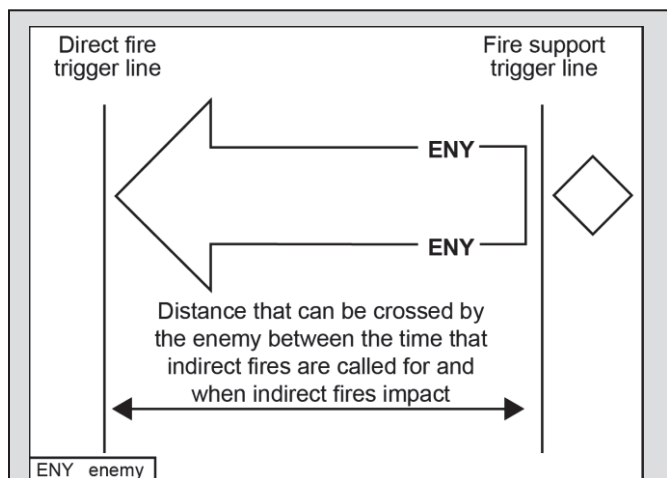 Direct fire
trigger line
Fire support
trigger line
ENY
ENY
Distance that can be crossed by
the enemy between the time that
indirect fires are called for and
when indirect fires impact
ENY enemy